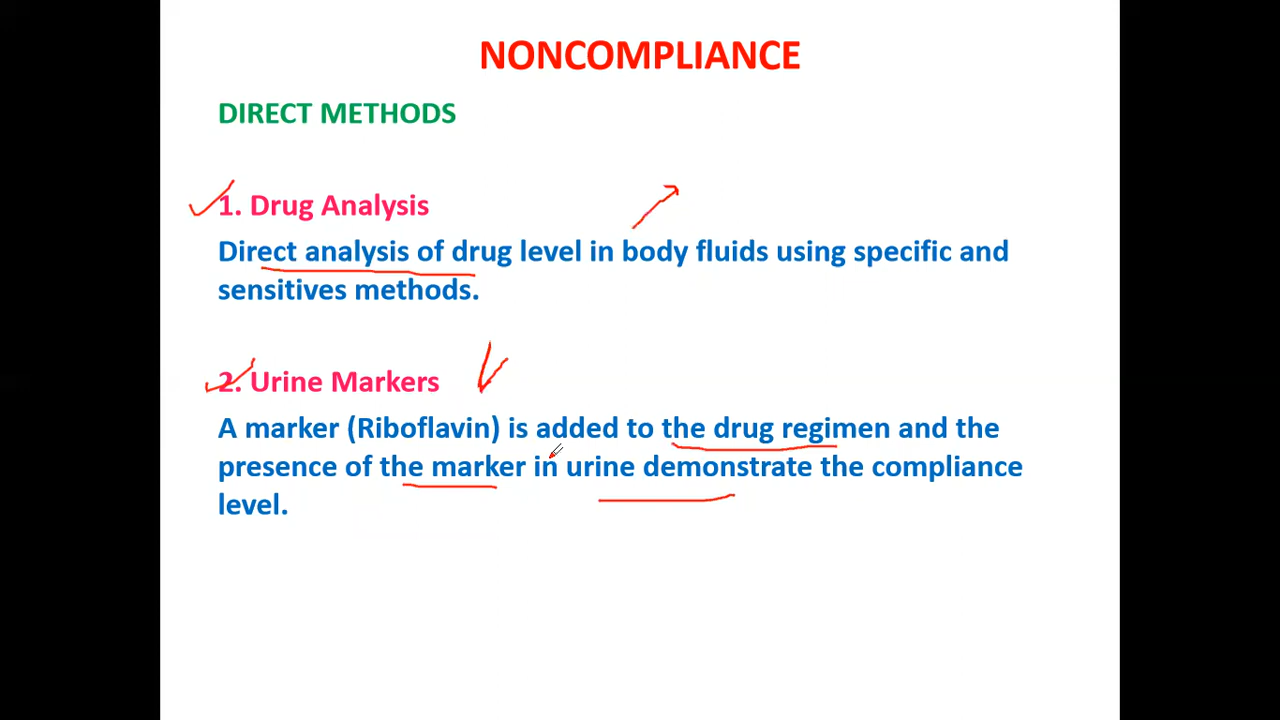 NONCOMPLIANCE
DIRECT METHODS
1. Drug Analysis
Direct analysis of drug level in body fluids using specific and
sensitives methods.
2. Urine Markers
A marker (Riboflavin) is added to the drug regimen and the
presence of the marker in urine demonstrate the compliance
level.